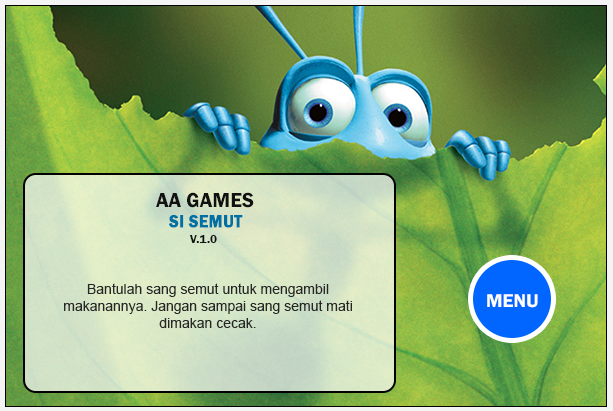 AA GAMES
SI SEMUT
V.1.0
Bantulah sang semut untuk mengambil
makanannya. Jangan sampai sang semut mati
dimakan cecak.
MENU